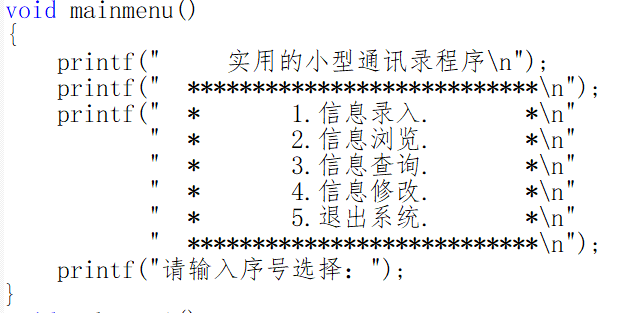 void mainmenu()
{
    printf("     实用的小型通讯录程序\n");
    printf("  ***************************\n");
    printf("  *       1.信息录入.       *\n"
           "  *       2.信息浏览.       *\n"
           "  *       3.信息查询.       *\n"
           "  *       4.信息修改.       *\n"
           "  *       5.退出系统.       *\n"
           "  ***************************\n");
    printf("请输入序号选择：");
}